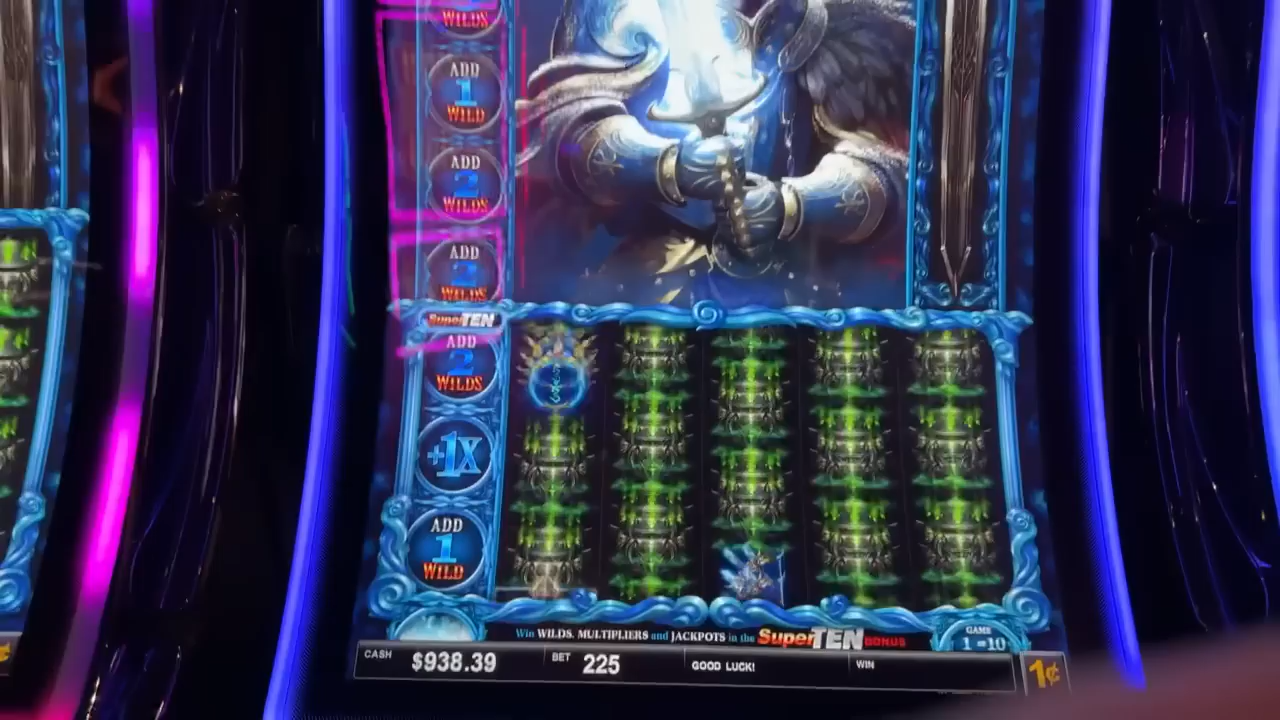 WILDS
ADD
1
WILD
ADD
2
WILDS
ADD
2
WILDS
SuperTEN
ADD
2
WILDS
+1X
ADD
1
WILD
Win WILDS, MULTIPLIERS and JACKPOTS in the SuperTEN BONUS
GAME
1 =10
CASH $938.39 BET 225 GOOD LUCK! WIN
1¢